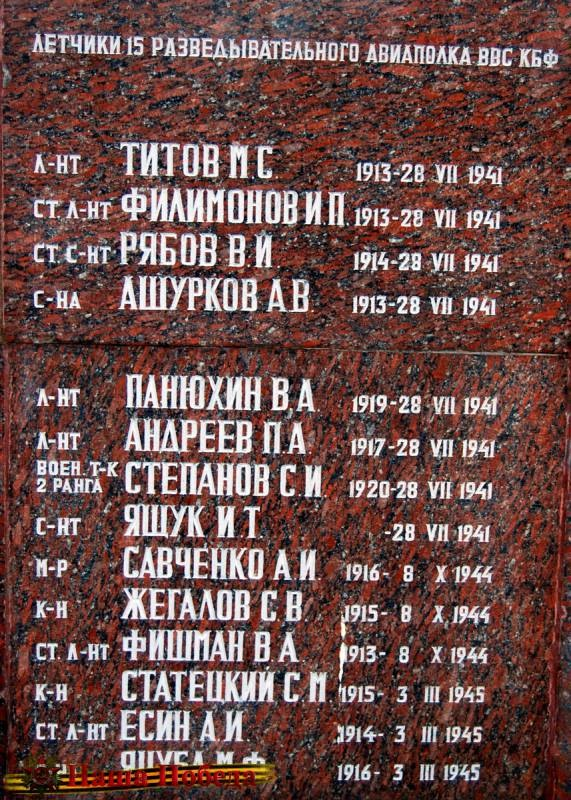 ЛЕТЧИКИ 15 РАЗВЕДЫВАТЕЛЬНОГО АВИАПОЛКА ВВС КБФ
Л-НТ ТИТОВ М.С 1913-28 VII 1941
СТ. Л-НТ ФИЛИМОНОВ И.П. 1913-28 VII 1941
СТ. С-НТ РЯБОВ В.И 1914-28 VII 1941
С-НА АШУРКОВ А.В. 1913-28 VII 1941
Л-НТ ПАНЮХИН В.А. 1919-28 VII 1941
Л-НТ АНДРЕЕВ П.А. 1917-28 VII 1941
ВОЕН. Т-К
2 РАНГА СТЕПАНОВ С.И. 1920-28 VII 1941
С-НТ ЯЩУК И.Т. -28 VII 1941
М-Р САВЧЕНКО А.И. 1916- 8 X 1944
К-Н ЖЕГАЛОВ С.В. 1915- 8 X 1944
СТ. Л-НТ ФИШМАН В.А. 1913- 8 X 1944
К-Н СТАТЕЦКИЙ С.М. 1915- 3 III 1945
СТ. Л-НТ ЕСИН А.И. 1914- 3 III 1945
1916- 3 III 1945
Наша Победа